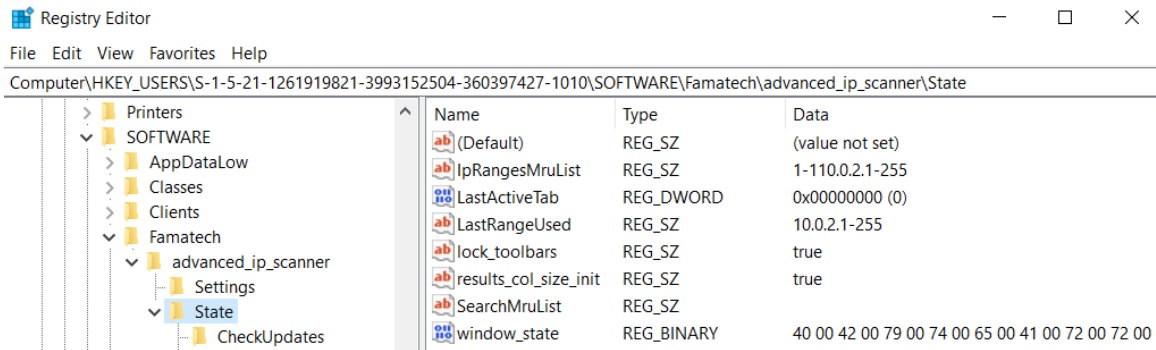 Registry Editor
File Edit View Favorites Help
Computer\HKEY_USERS\S-1-5-21-1261919821-3993152504-360397427-1010\SOFTWARE\Famatech\advanced_ip_scanner\State
Printers
SOFTWARE
AppDataLow
Classes
Clients
Famatech
advanced_ip_scanner
Settings
State
CheckUpdates
Name Type Data
(Default) REG_SZ (value not set)
IpRangesMruList REG_SZ 1-110.0.2.1-255
LastActiveTab REG_DWORD 0x00000000 (0)
LastRangeUsed REG_SZ 10.0.2.1-255
lock_toolbars REG_SZ true
results_col_size_init REG_SZ true
SearchMruList REG_SZ
window_state REG_BINARY 40 00 42 00 79 00 74 00 65 00 41 00 72 00 72 00